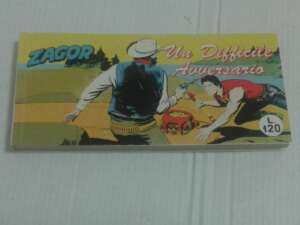 ZAGOR
Un Difficile
Avversario
L.
120